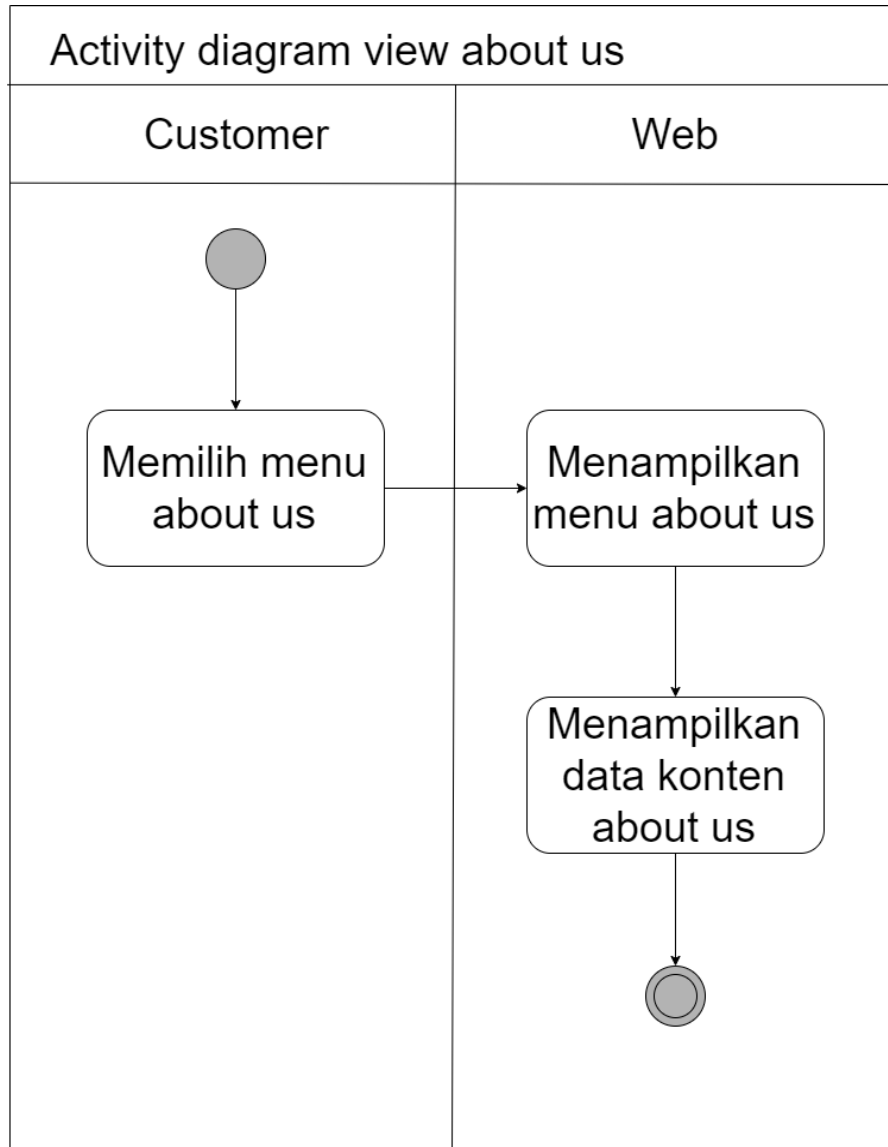 Activity diagram view about us
Customer
Web
Memilih menu
about us
Menampilkan
menu about us
Menampilkan
data konten
about us